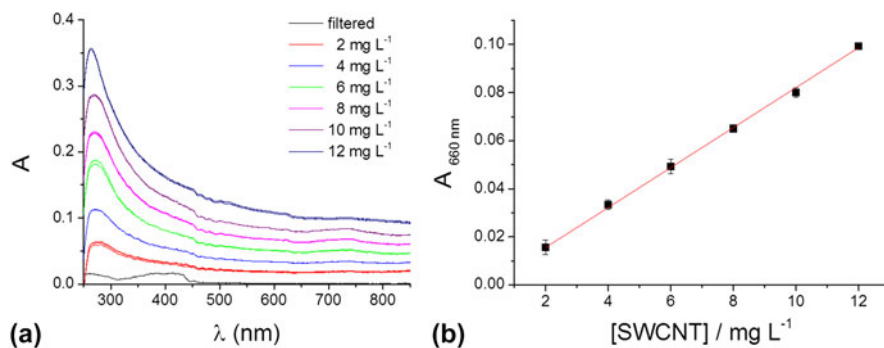 A
0.4
0.3
0.2
0.1
0.0
300 400 500 600 700 800
λ (nm)
filtered
2 mg L⁻¹
4 mg L⁻¹
6 mg L⁻¹
8 mg L⁻¹
10 mg L⁻¹
12 mg L⁻¹
(a)
A 660 nm
0.10
0.08
0.06
0.04
0.02
0.00
2 4 6 8 10 12
[SWCNT] / mg L⁻¹
(b)